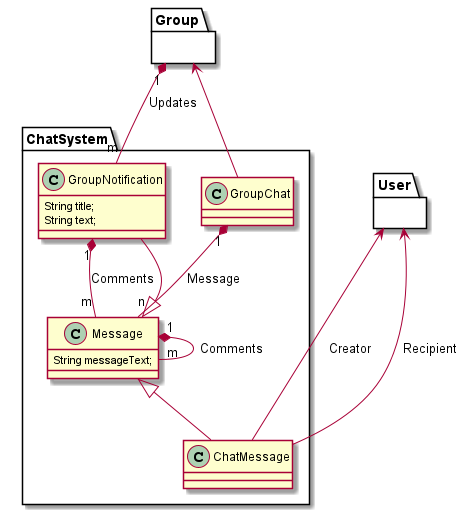 Group
1
Updates
m
ChatSystem
C GroupNotification
String title;
String text;
C GroupChat
User
1
1
Comments
Message
m
n
C Message
String messageText;
1
m
Comments
Creator
Recipient
C ChatMessage